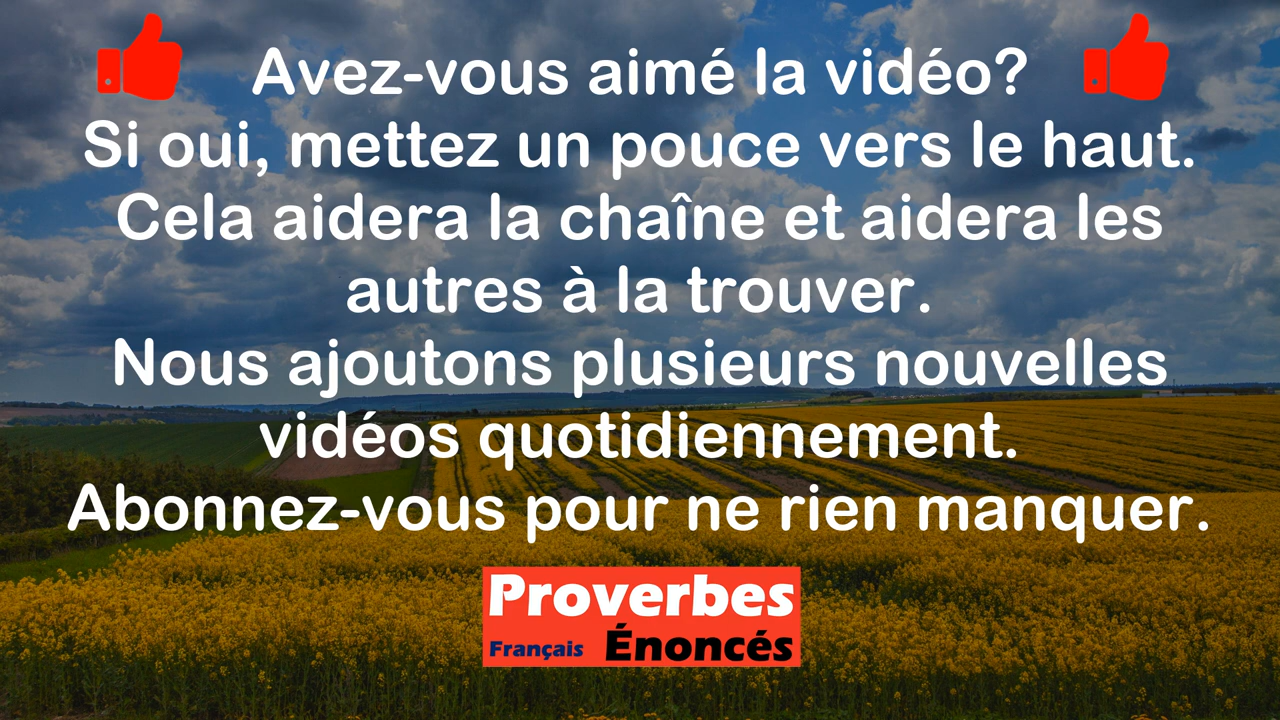 Avez-vous aimé la vidéo?
Si oui, mettez un pouce vers le haut.
Cela aidera la chaîne et aidera les
autres à la trouver.
Nous ajoutons plusieurs nouvelles
vidéos quotidiennement.
Abonnez-vous pour ne rien manquer.
Proverbes
Français Énoncés